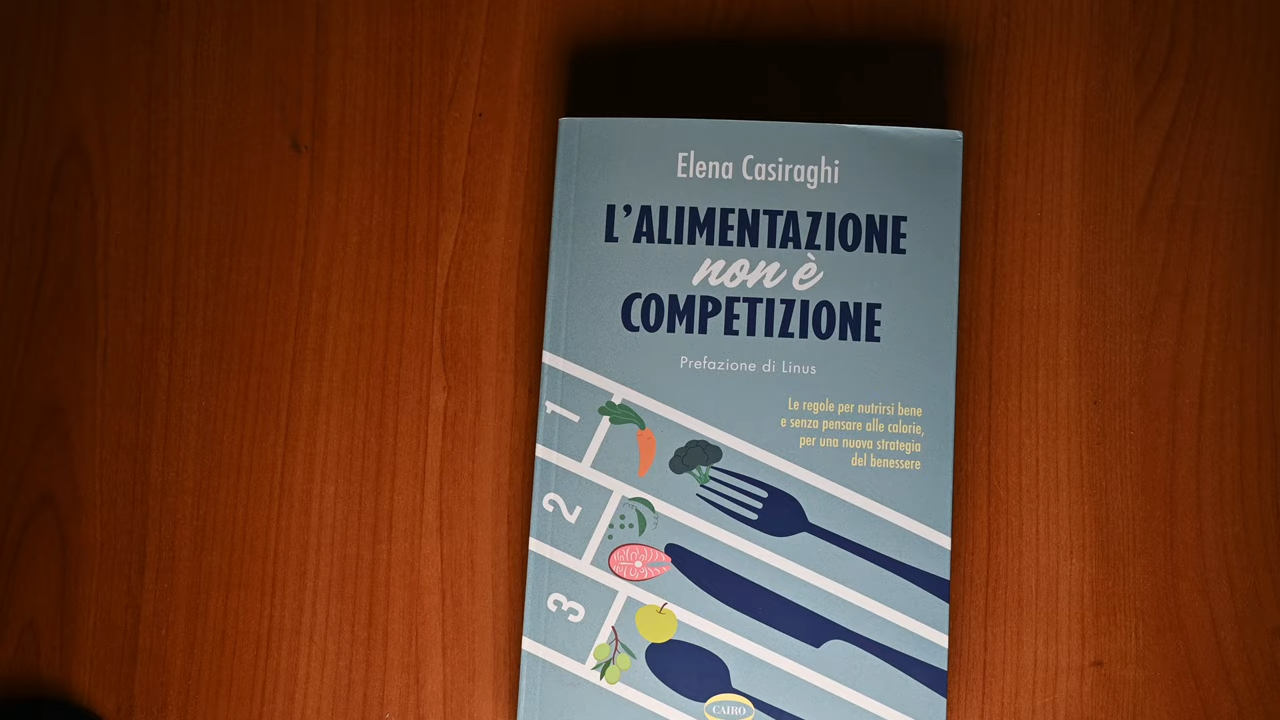 Elena Casiraghi
L'ALIMENTAZIONE
non è
COMPETIZIONE
Prefazione di Linus
Le regole per nutrirsi bene
e senza pensare alle calorie,
per una nuova strategia
del benessere
1
2
3
CAIRO